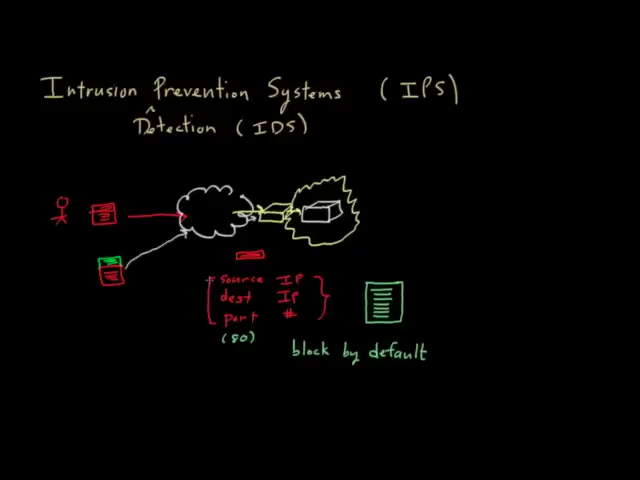 Intrusion Prevention Systems (IPS)
^
Detection (IDS)
source IP
dest IP
port #
(80)
block by default